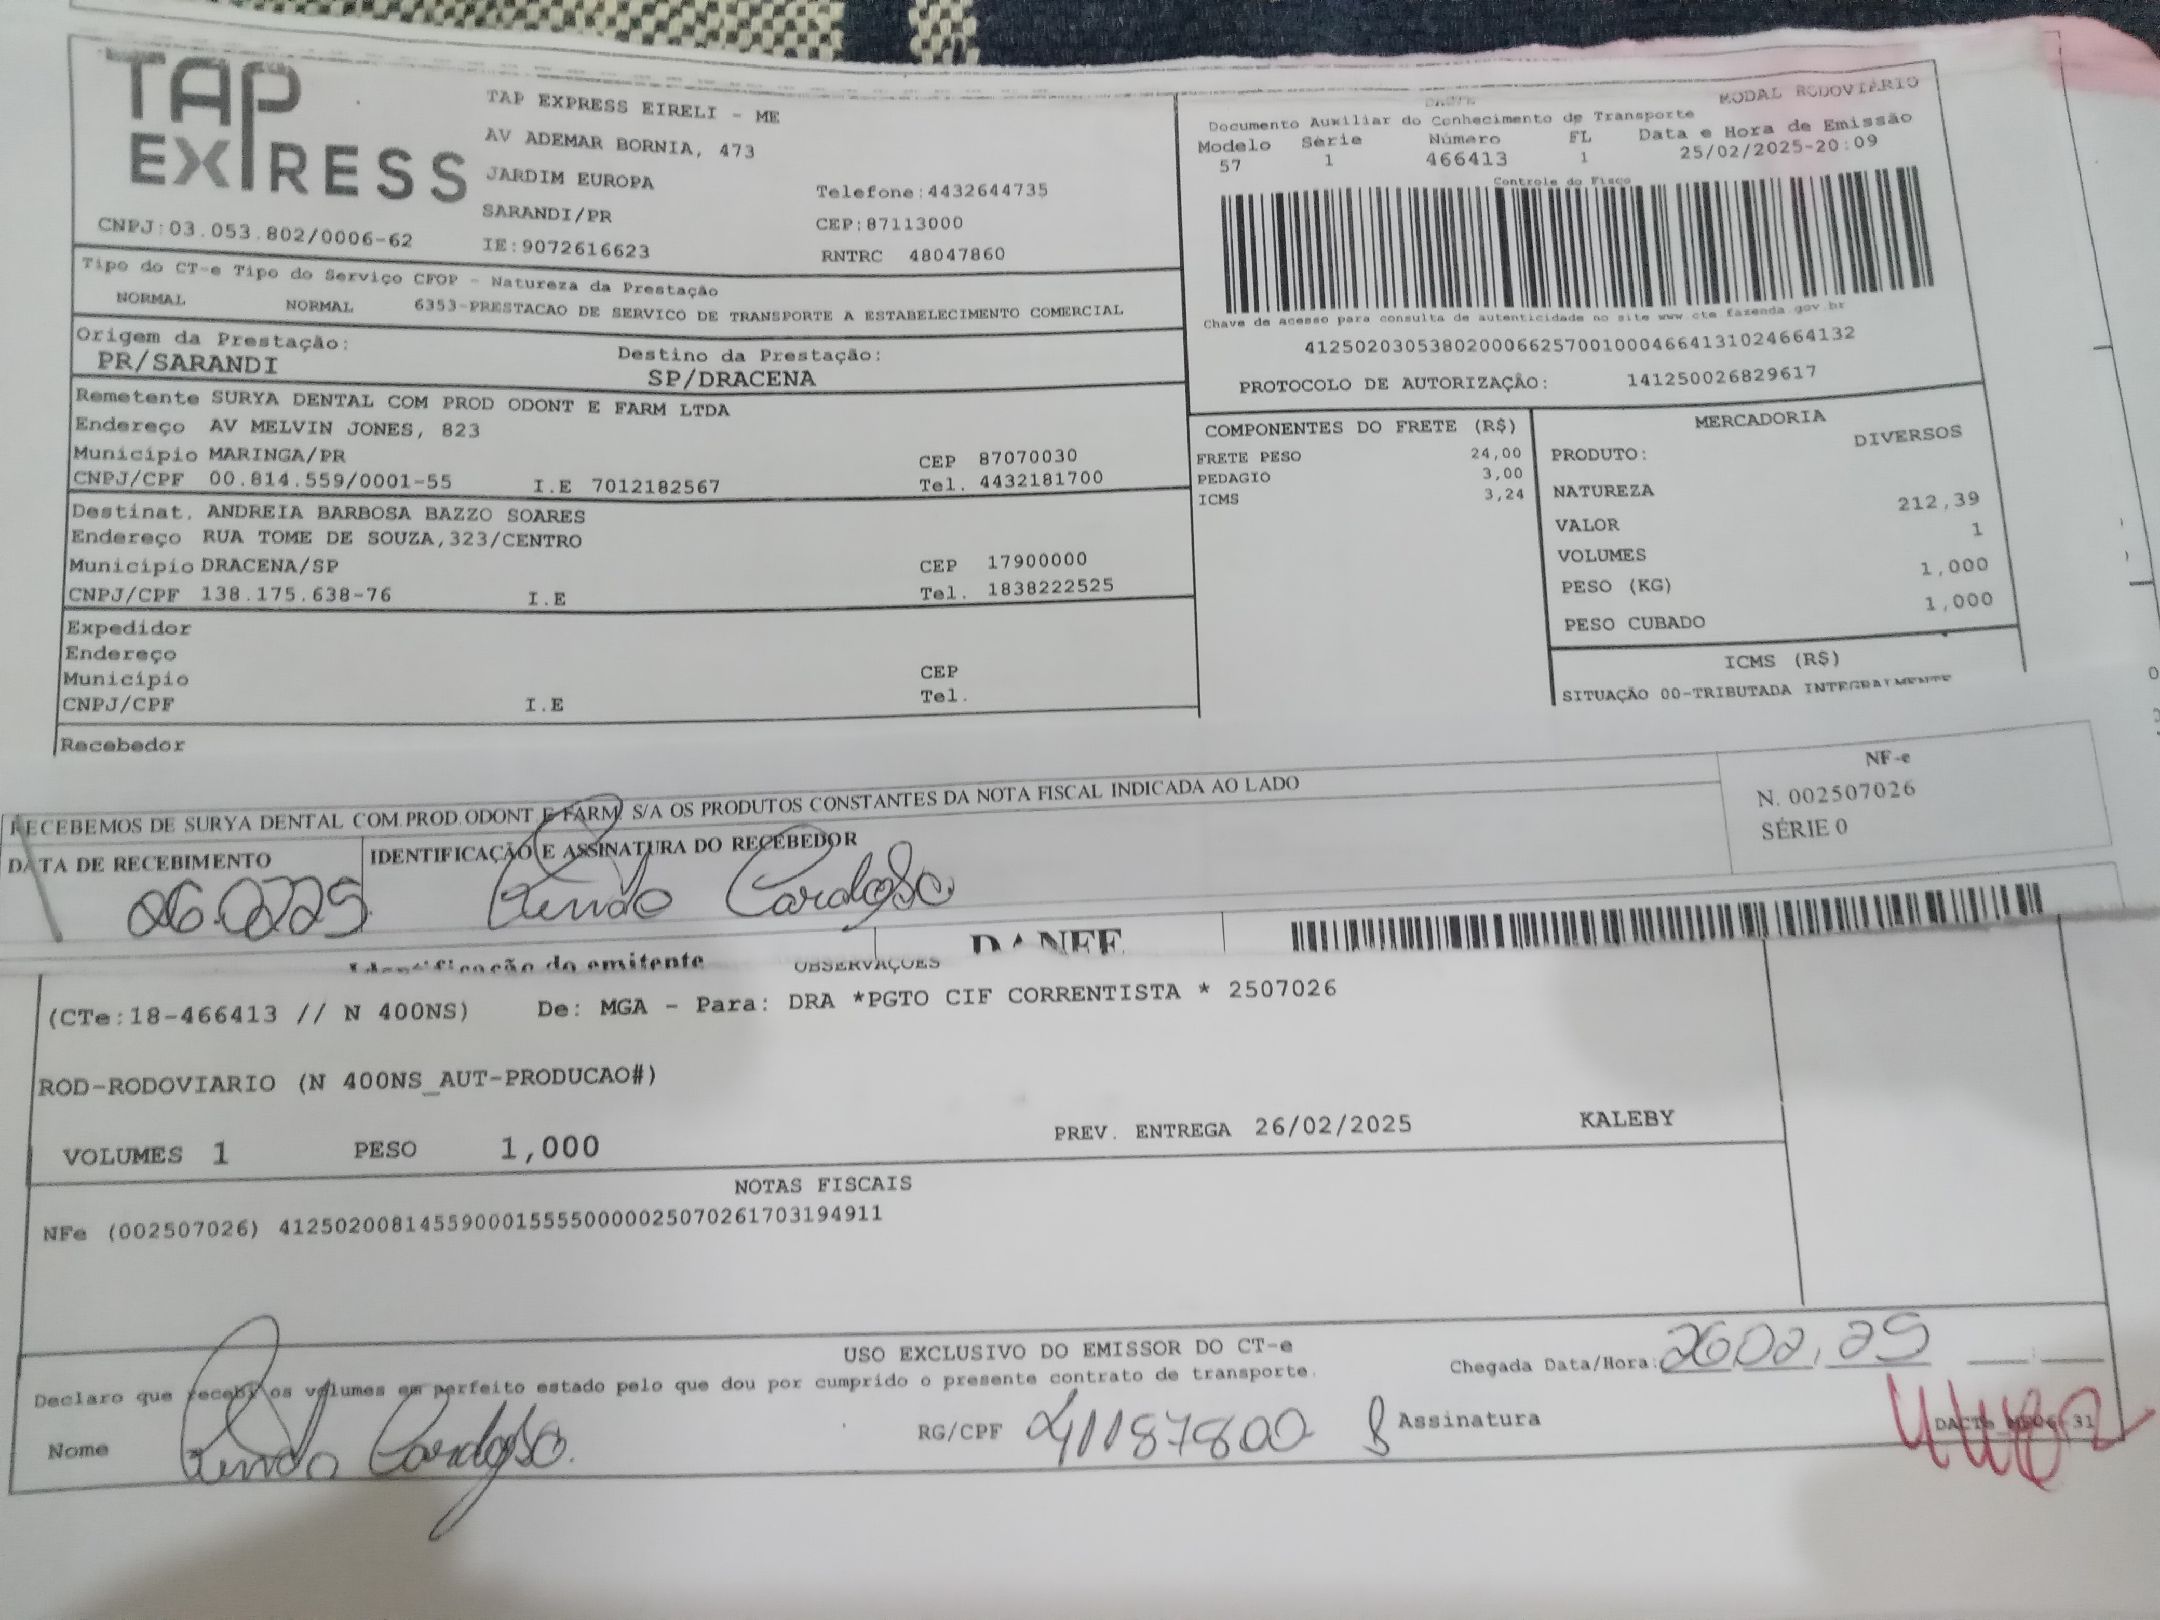 TAP EXPRESS
TAP EXPRESS EIRELI - ME
AV ADEMAR BORNIA, 473
JARDIM EUROPA
SARANDI/PR
IE:9072616623
Telefone:4432644735
CEP:87113000
RNTRC 48047860
CNPJ:03.053.802/0006-62
MODAL RODOVIÁRIO
Documento Auxiliar do Conhecimento de Transporte
Modelo Série Número FL Data e Hora de Emissão
57 1 466413 1 25/02/2025-20:09
Controle do Fisco
Chave de acesso para consulta de autenticidade no site www.cte.fazenda.gov.br
41250203053802000662570010004664131024664132
PROTOCOLO DE AUTORIZAÇÃO: 141250026829617
Tipo do CT-e Tipo do Serviço CFOP - Natureza da Prestação
NORMAL NORMAL 6353-PRESTACAO DE SERVICO DE TRANSPORTE A ESTABELECIMENTO COMERCIAL
Origem da Prestação: Destino da Prestação:
PR/SARANDI SP/DRACENA
Remetente SURYA DENTAL COM PROD ODONT E FARM LTDA
Endereço AV MELVIN JONES, 823
Município MARINGA/PR CEP 87070030
CNPJ/CPF 00.814.559/0001-55 I.E 7012182567 Tel. 4432181700
Destinat. ANDREIA BARBOSA BAZZO SOARES
Endereço RUA TOME DE SOUZA,323/CENTRO
Município DRACENA/SP CEP 17900000
CNPJ/CPF 138.175.638-76 I.E Tel. 1838222525
Expedidor
Endereço
Município CEP
CNPJ/CPF I.E Tel.
Recebedor
COMPONENTES DO FRETE (R$)
FRETE PESO 24,00
PEDAGIO 3,00
ICMS 3,24
MERCADORIA
PRODUTO: DIVERSOS
NATUREZA
VALOR 212,39
VOLUMES 1
PESO (KG) 1,000
PESO CUBADO 1,000
ICMS (R$)
SITUAÇÃO 00-TRIBUTADA INTEGRALMENTE
RECEBEMOS DE SURYA DENTAL COM.PROD.ODONT E FARM. S/A OS PRODUTOS CONSTANTES DA NOTA FISCAL INDICADA AO LADO
NF-e
N. 002507026
SÉRIE 0
DATA DE RECEBIMENTO IDENTIFICAÇÃO E ASSINATURA DO RECEBEDOR
26.02.25 Cardoso
Identificação do emitente DANFE
OBSERVAÇÕES
(CTe:18-466413 // N 400NS) De: MGA - Para: DRA *PGTO CIF CORRENTISTA * 2507026
ROD-RODOVIARIO (N 400NS_AUT-PRODUCAO#)
VOLUMES 1 PESO 1,000 PREV. ENTREGA 26/02/2025 KALEBY
NOTAS FISCAIS
NFe (002507026) 41250200814559000155550000025070261703194911
USO EXCLUSIVO DO EMISSOR DO CT-e
Declaro que recebi os volumes em perfeito estado pelo que dou por cumprido o presente contrato de transporte.
Chegada Data/Hora: 26 02, 25
Nome Cardoso. RG/CPF 41187800 8 Assinatura